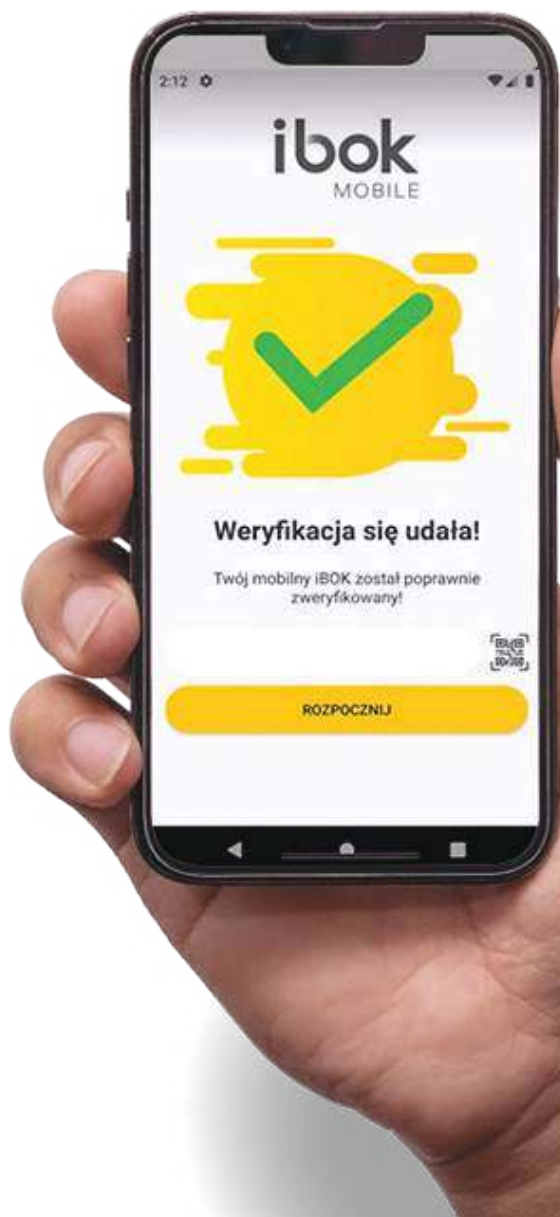 2:12
ibok
MOBILE
Weryfikacja się udała!
Twój mobilny iBOK został poprawnie
zweryfikowany!
ROZPOCZNIJ